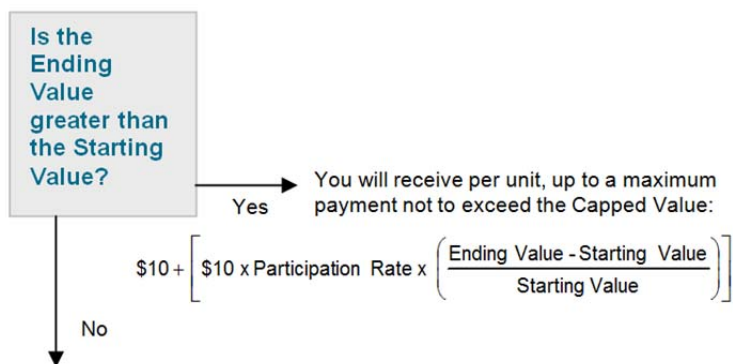 Is the
Ending
Value
greater than
the Starting
Value?
Yes
You will receive per unit, up to a maximum
payment not to exceed the Capped Value:
$10 + [ $10 x Participation Rate x ( Ending Value - Starting Value
Starting Value ) ]
No